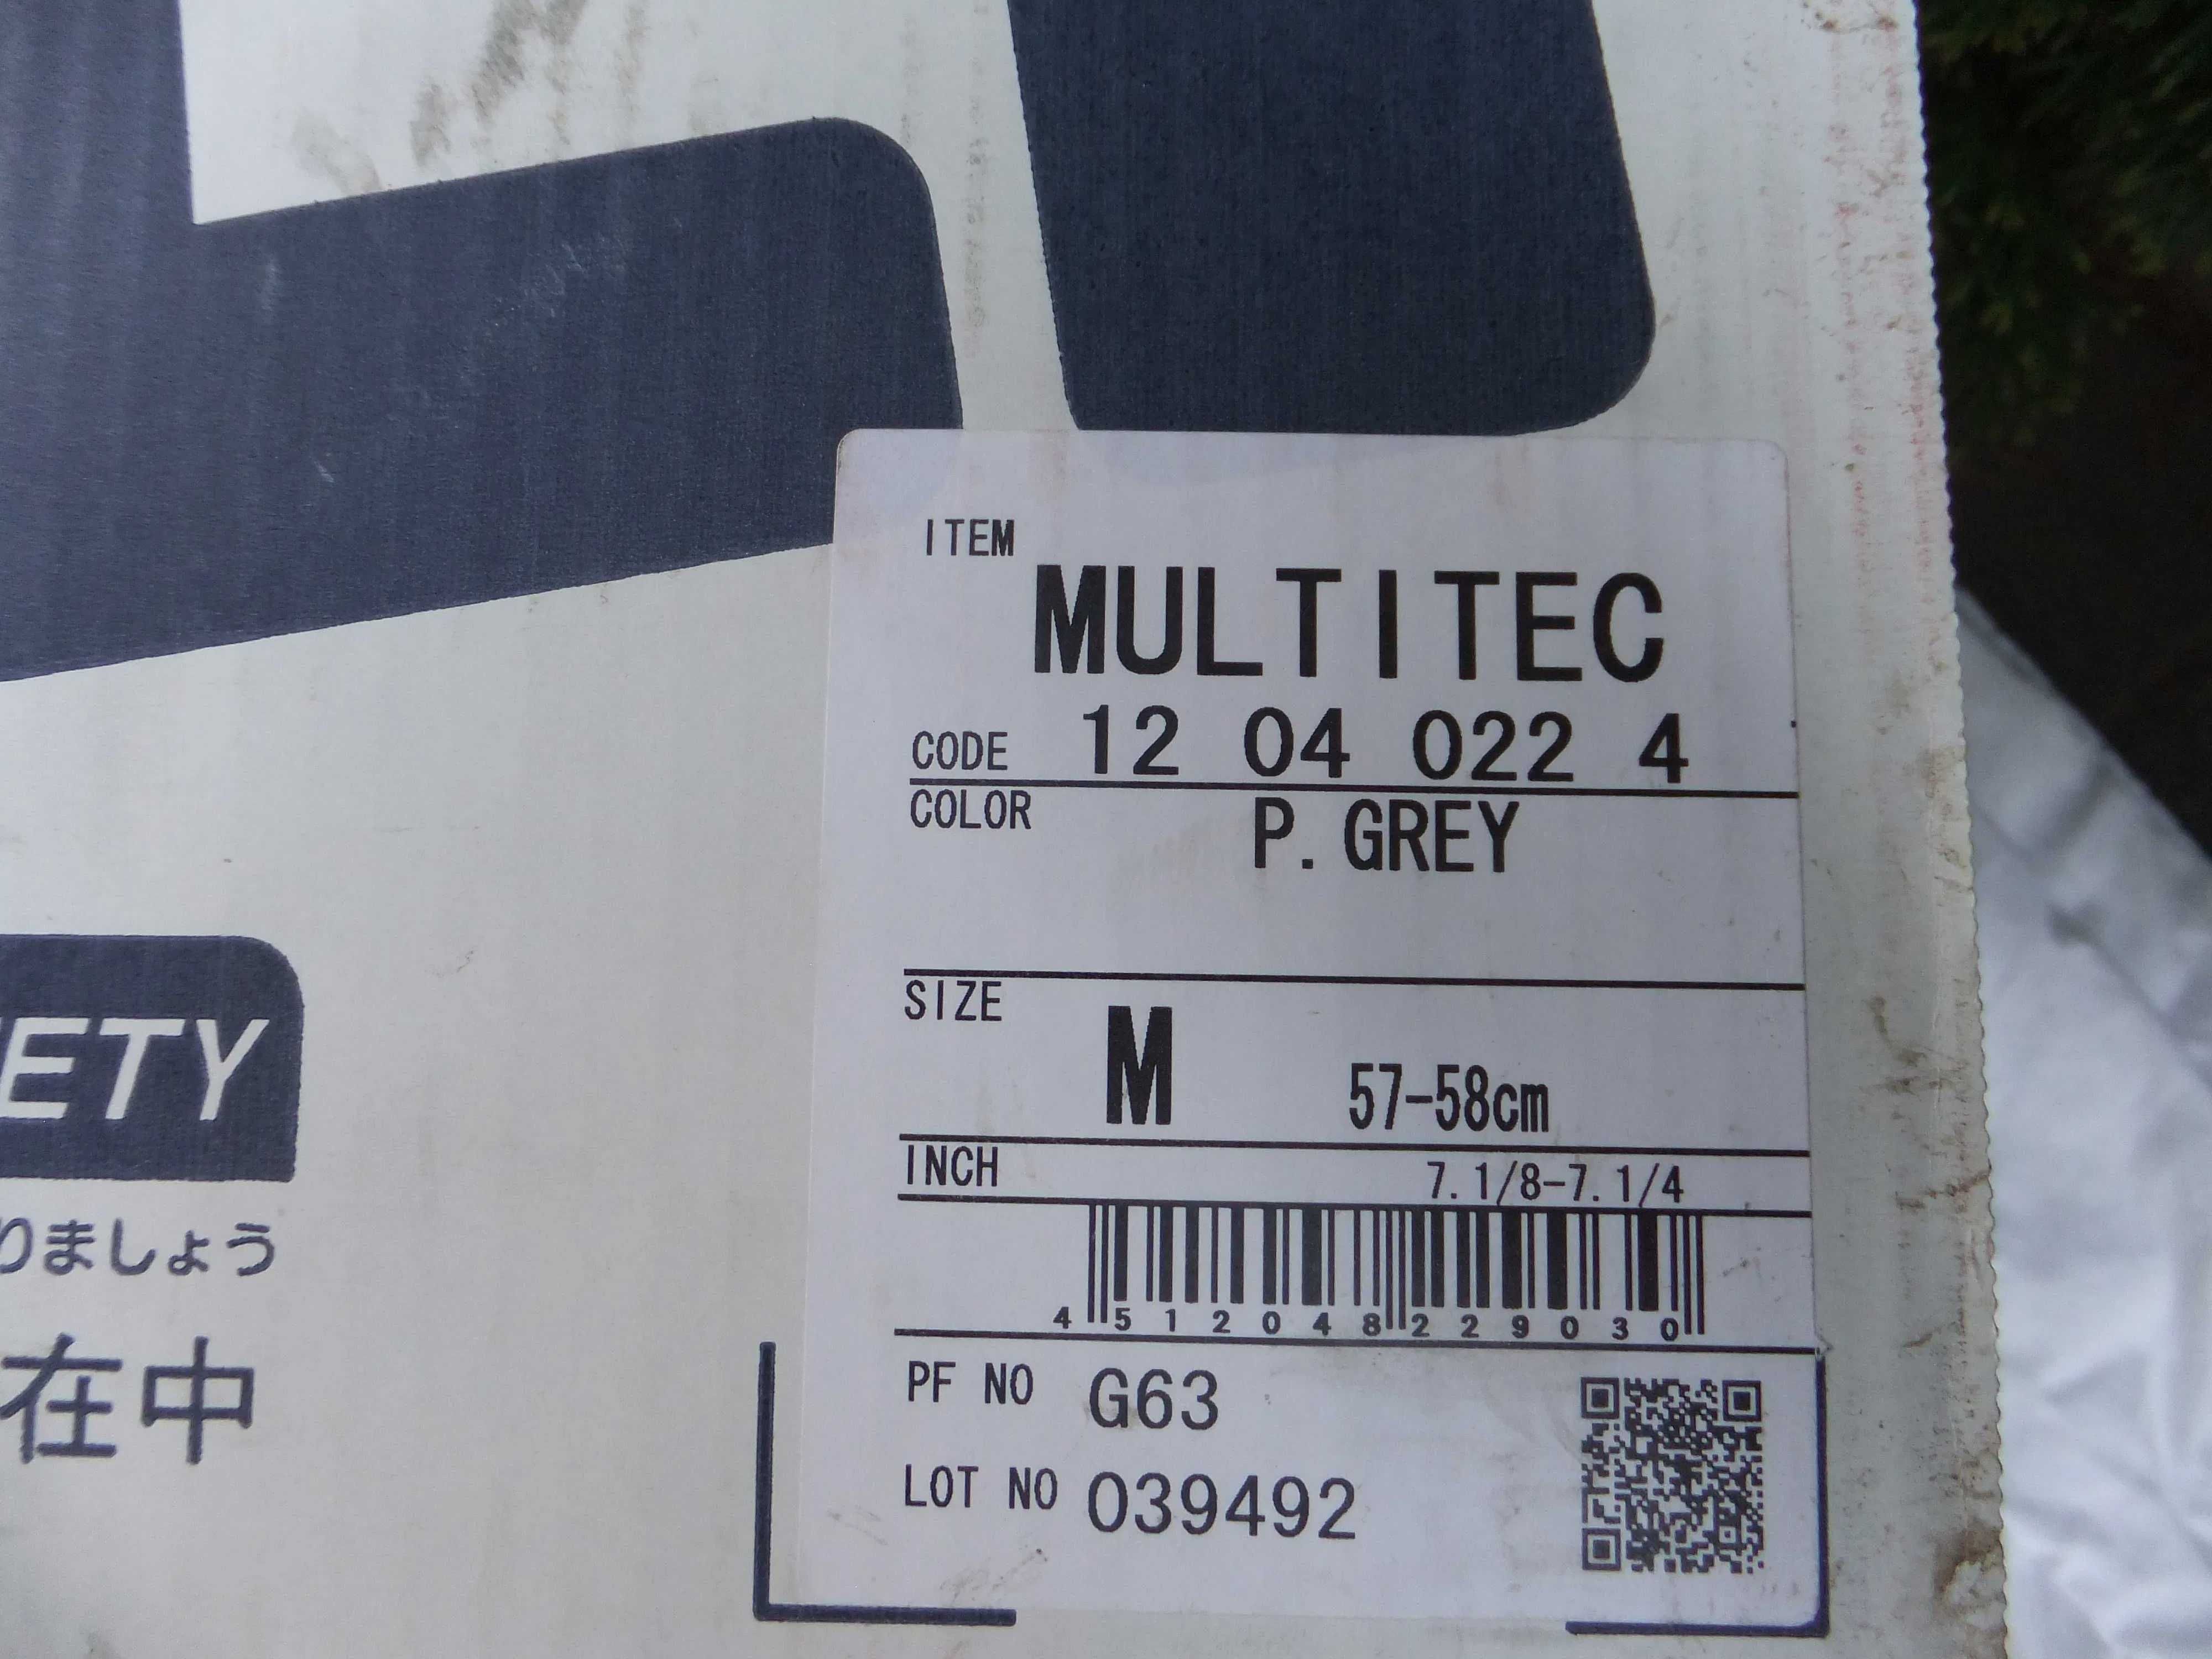 ITEM
MULTITEC
CODE 12 04 022 4
COLOR P. GREY
SIZE M 57-58cm
INCH 7. 1/8-7. 1/4
4 512048 229030
PF NO G63
LOT NO 039492
ETY
りましょう
在中